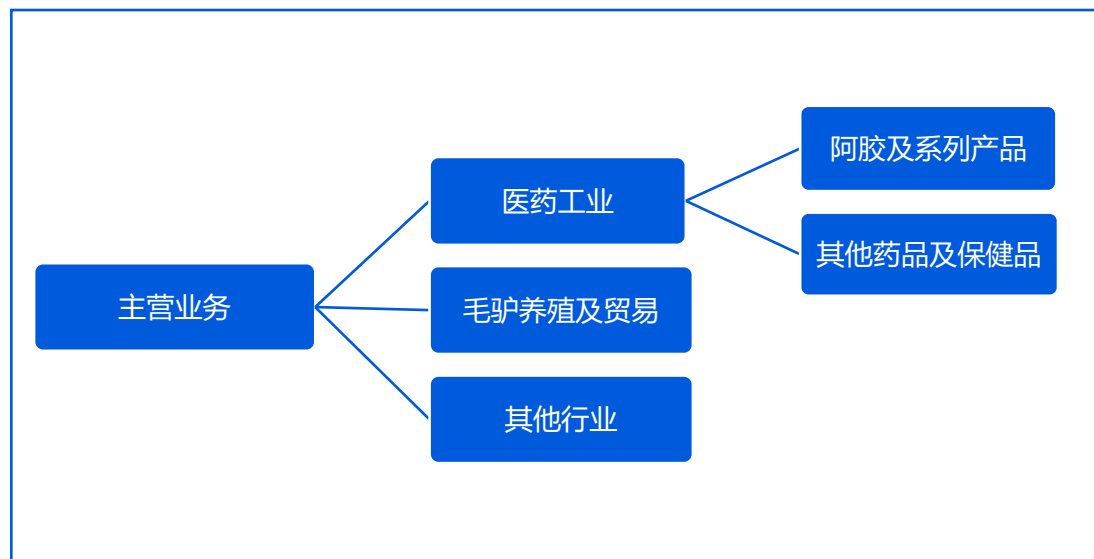 主营业务
医药工业
毛驴养殖及贸易
其他行业
阿胶及系列产品
其他药品及保健品